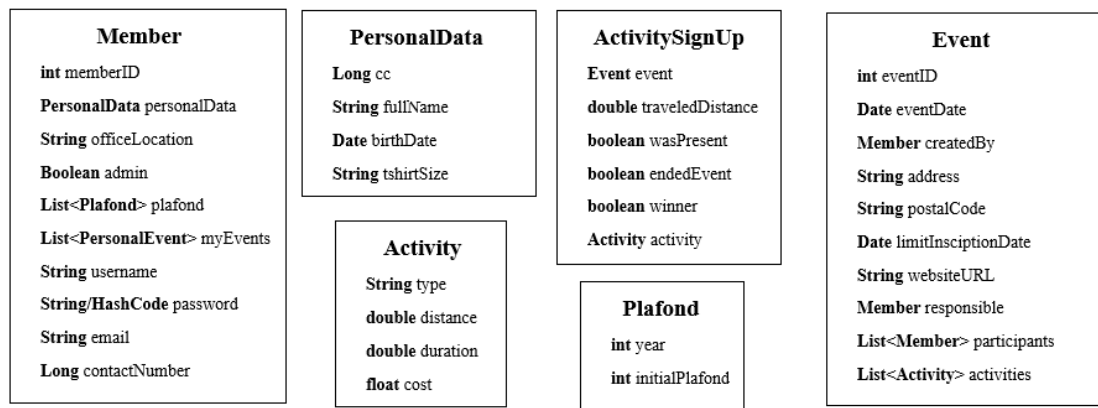 Member
int memberID
PersonalData personalData
String officeLocation
Boolean admin
List<Plafond> plafond
List<PersonalEvent> myEvents
String username
String/HashCode password
String email
Long contactNumber
PersonalData
Long cc
String fullName
Date birthDate
String tshirtSize
Activity
String type
double distance
double duration
float cost
ActivitySignUp
Event event
double traveledDistance
boolean wasPresent
boolean endedEvent
boolean winner
Activity activity
Plafond
int year
int initialPlafond
Event
int eventID
Date eventDate
Member createdBy
String address
String postalCode
Date limitInsciptionDate
String websiteURL
Member responsible
List<Member> participants
List<Activity> activities